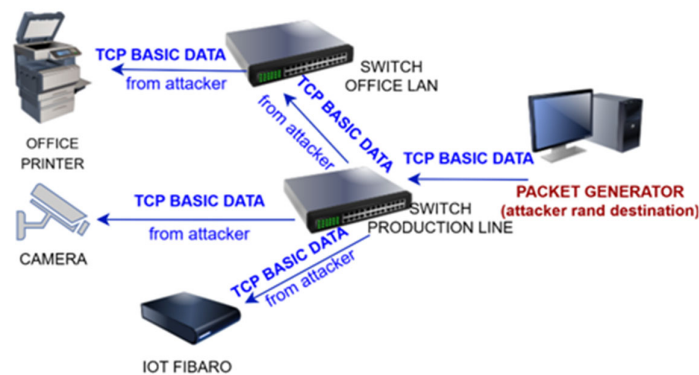 TCP BASIC DATA
from attacker
SWITCH
OFFICE LAN
OFFICE
PRINTER
TCP BASIC DATA
from attacker
TCP BASIC DATA
PACKET GENERATOR
(attacker rand destination)
TCP BASIC DATA
from attacker
SWITCH
PRODUCTION LINE
CAMERA
TCP BASIC DATA
from attacker
IOT FIBARO